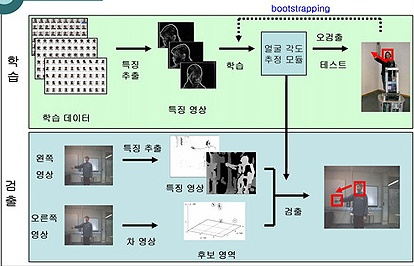 bootstrapping
학습
특징
추출
학습
얼굴 각도
추정 모듈
오검출
테스트
학습 데이터
특징 영상
검출
왼쪽
영상
특징 추출
특징 영상
오른쪽
영상
차 영상
후보 영역
검출